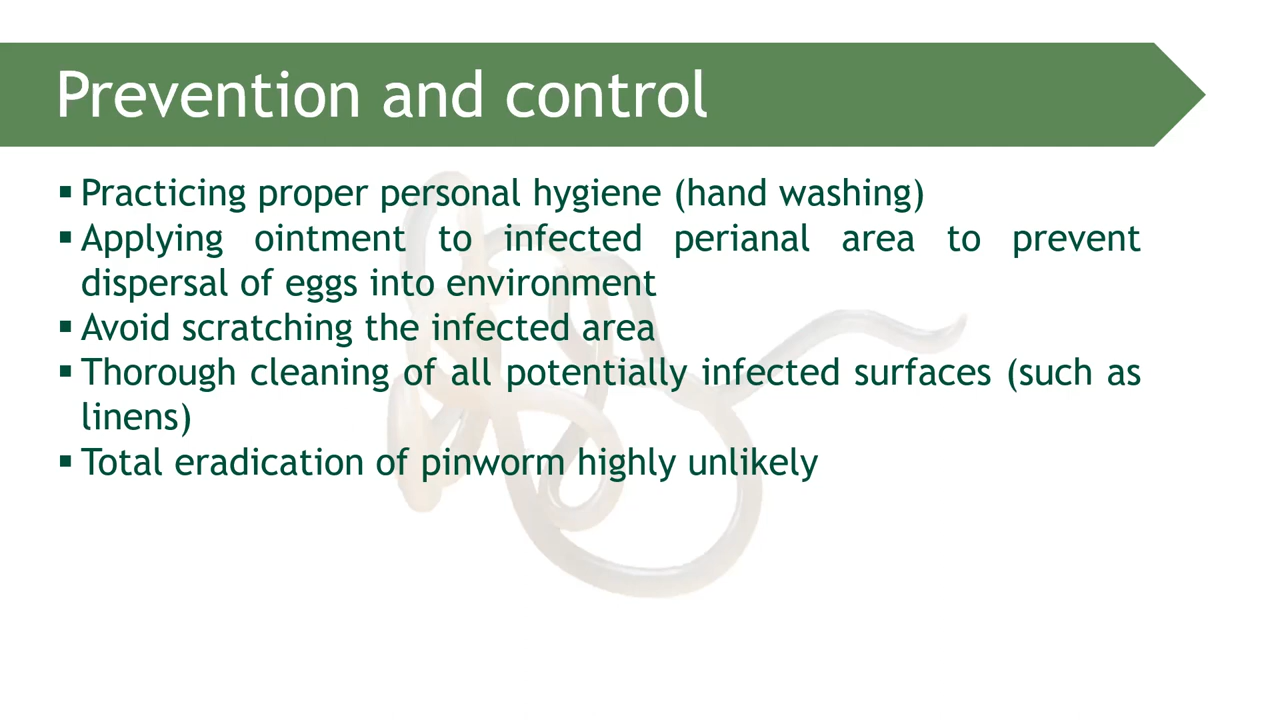 Prevention and control
▪ Practicing proper personal hygiene (hand washing)
▪ Applying ointment to infected perianal area to prevent
dispersal of eggs into environment
▪ Avoid scratching the infected area
▪ Thorough cleaning of all potentially infected surfaces (such as
linens)
▪ Total eradication of pinworm highly unlikely